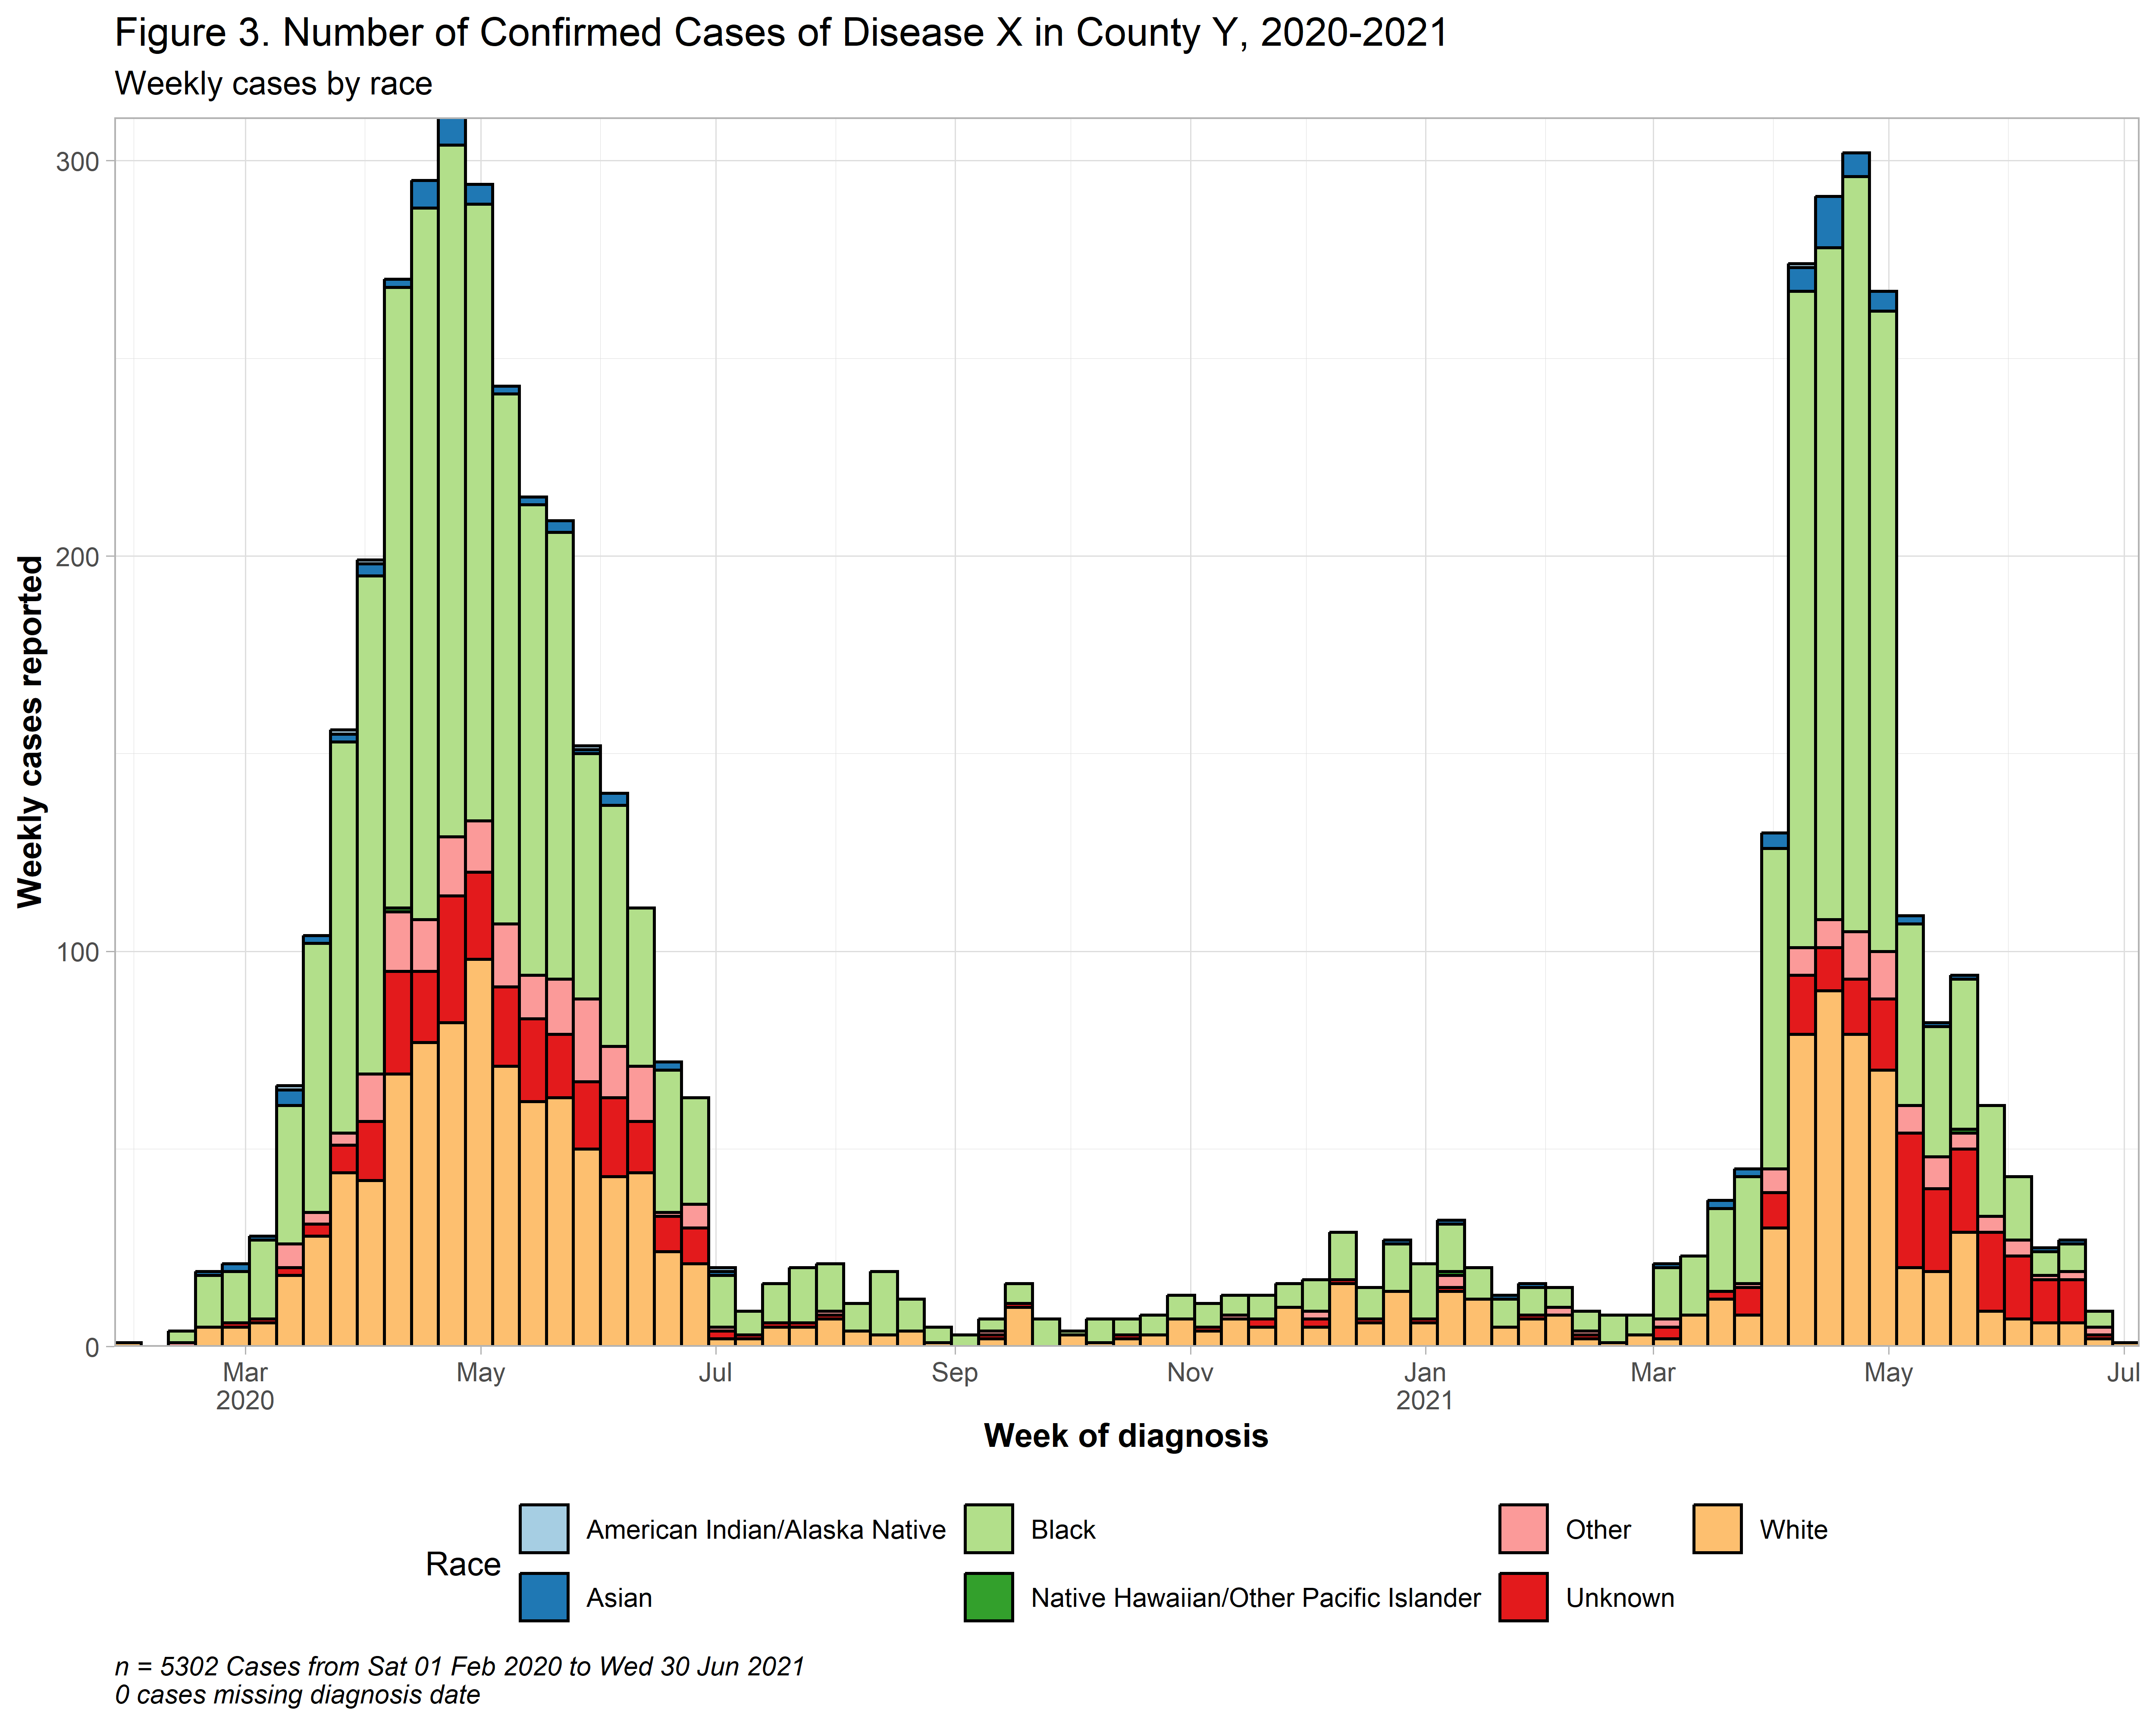 Figure 3. Number of Confirmed Cases of Disease X in County Y, 2020-2021
Weekly cases by race
Weekly cases reported
300
200
100
0
Mar
2020
May
Jul
Sep
Nov
Jan
2021
Mar
May
Jul
Week of diagnosis
Race
American Indian/Alaska Native
Asian
Black
Native Hawaiian/Other Pacific Islander
Other
Unknown
White
n = 5302 Cases from Sat 01 Feb 2020 to Wed 30 Jun 2021
0 cases missing diagnosis date